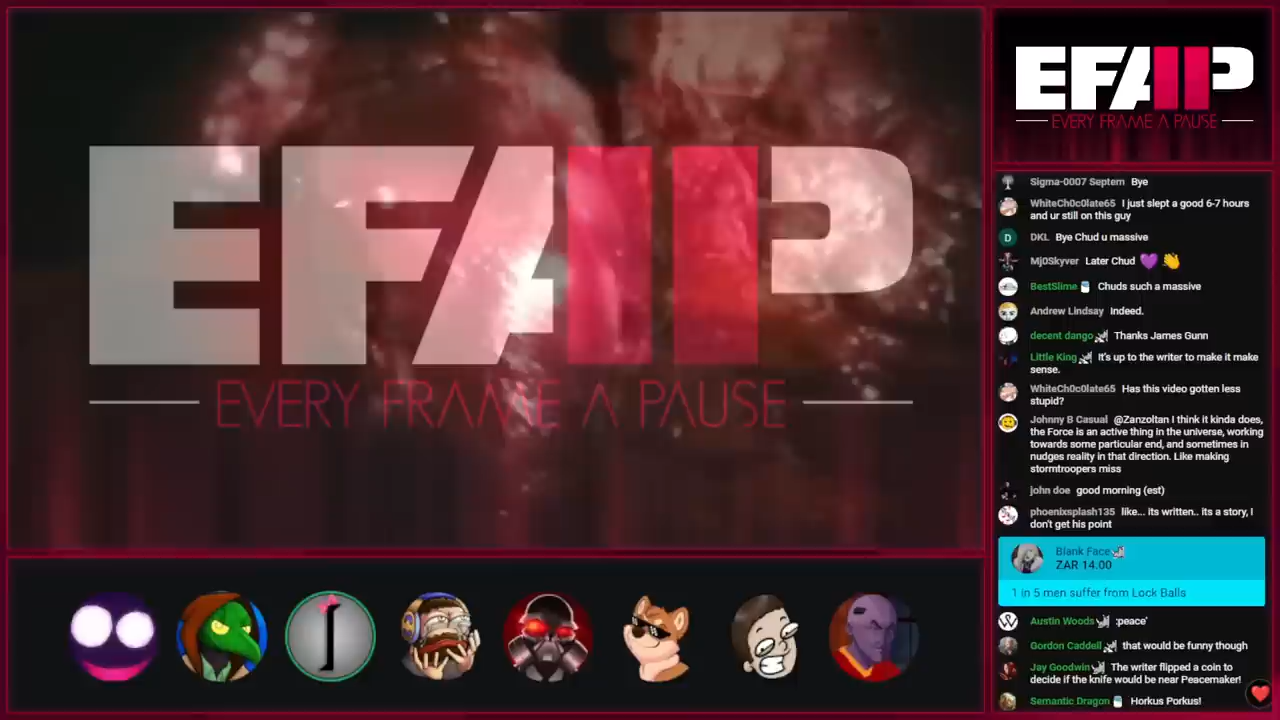 EFAP
EVERY FRAME A PAUSE
EFAP
EVERY FRAME A PAUSE
Sigma-0007 Septem Bye
WhiteCh0c0late65 I just slept a good 6-7 hours
and ur still on this guy
D
DKL Bye Chud u massive
Mj0Skyver Later Chud 💜 👏
BestSlime Chuds such a massive
Andrew Lindsay Indeed.
decent dango Thanks James Gunn
Little King It's up to the writer to make it make
sense.
WhiteCh0c0late65 Has this video gotten less
stupid?
Johnny B Casual @Zanzoltan I think it kinda does,
the Force is an active thing in the universe, working
towards some particular end, and sometimes in
nudges reality in that direction. Like making
stormtroopers miss
john doe good morning (est)
phoenixsplash135 like... its written.. its a story, I
don't get his point
Blank Face
ZAR 14.00
1 in 5 men suffer from Lock Balls
Austin Woods 'peace'
Gordon Caddell that would be funny though
Jay Goodwin The writer flipped a coin to
decide if the knife would be near Peacemaker!
Semantic Dragon Horkus Porkus!